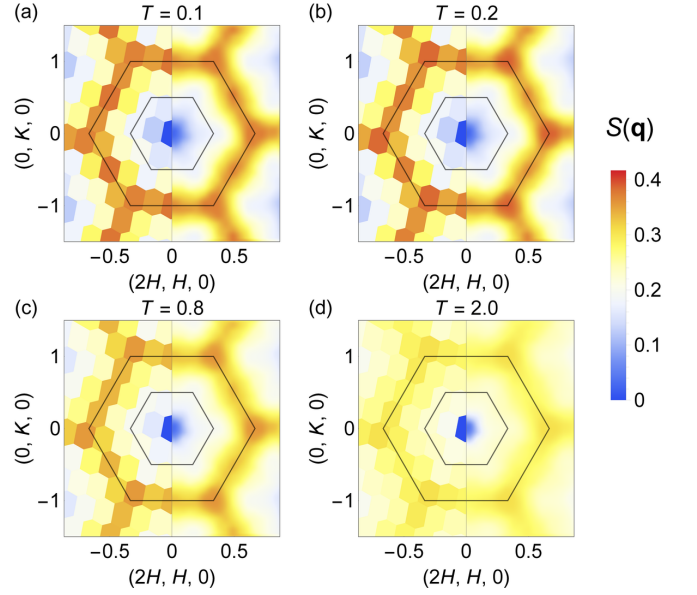 (a) T = 0.1
(b) T = 0.2
(0, K, 0)
1
0
−1
1
0
−1
−0.5 0 0.5
(2H, H, 0)
−0.5 0 0.5
(2H, H, 0)
S(q)
0.4
0.3
0.2
0.1
0
(c) T = 0.8
(d) T = 2.0
(0, K, 0)
1
0
−1
(0, K, 0)
1
0
−1
−0.5 0 0.5
(2H, H, 0)
−0.5 0 0.5
(2H, H, 0)
(0, K, 0)